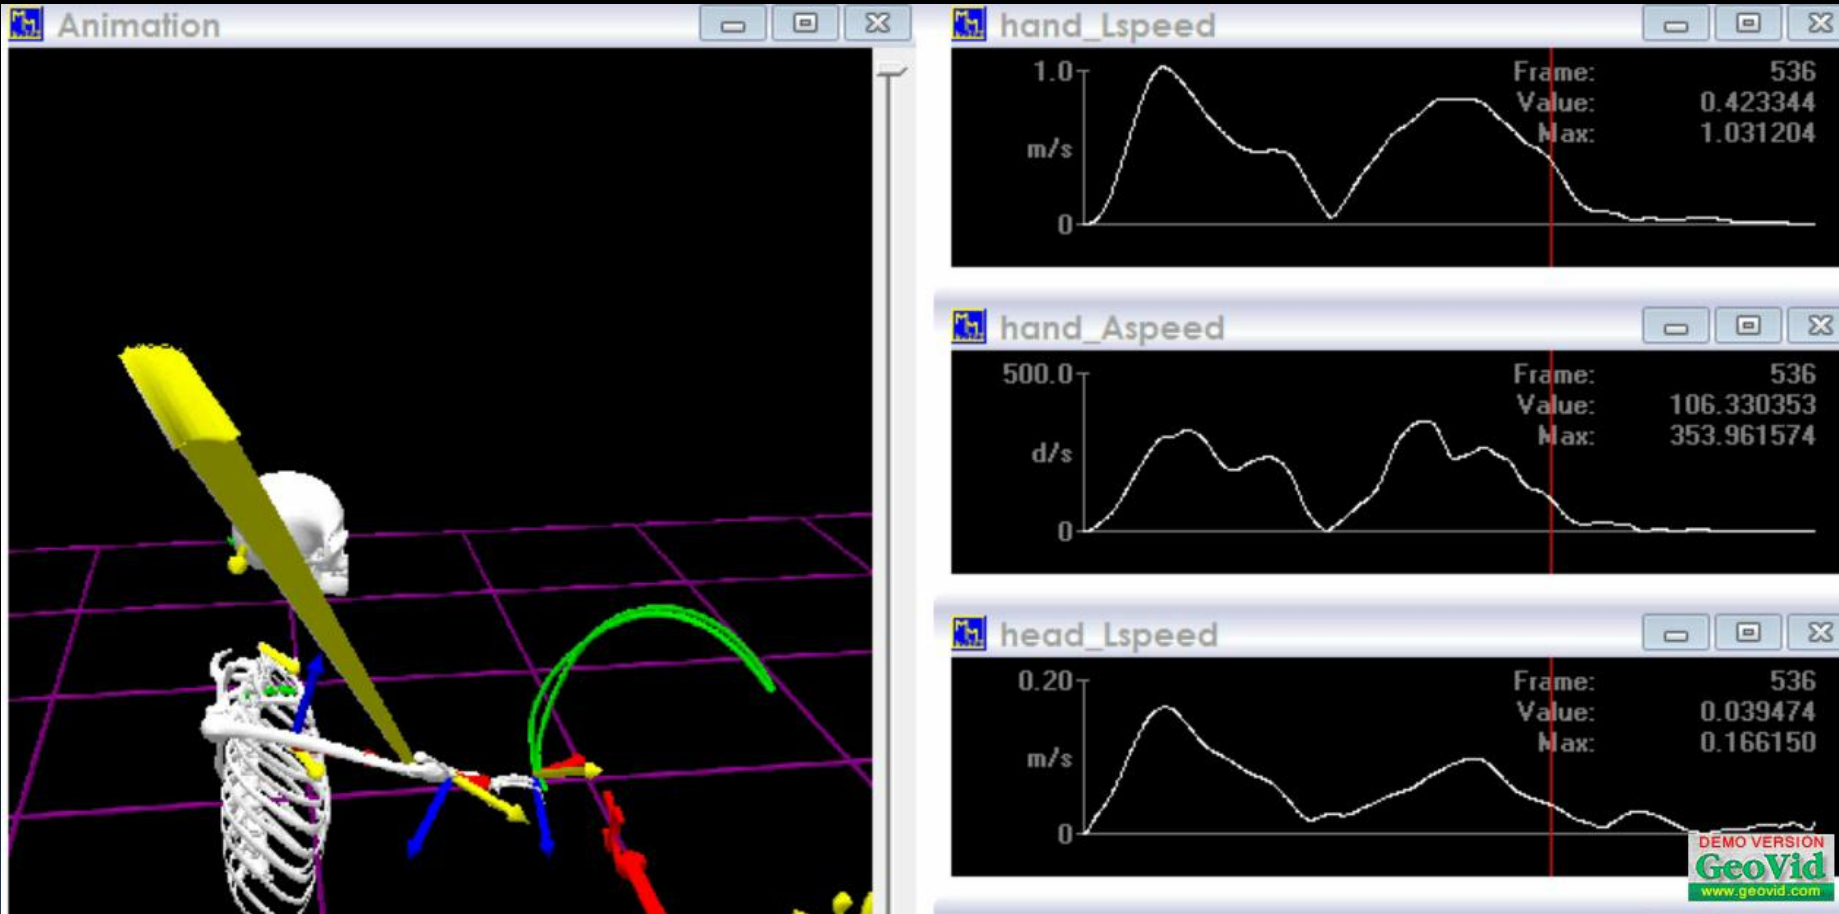 Animation
hand_Lspeed
1.0
m/s
0
Frame: 536
Value: 0.423344
Max: 1.031204
hand_Aspeed
500.0
d/s
0
Frame: 536
Value: 106.330353
Max: 353.961574
head_Lspeed
0.20
m/s
0
Frame: 536
Value: 0.039474
Max: 0.166150
DEMO VERSION
GeoVid
www.geovid.com